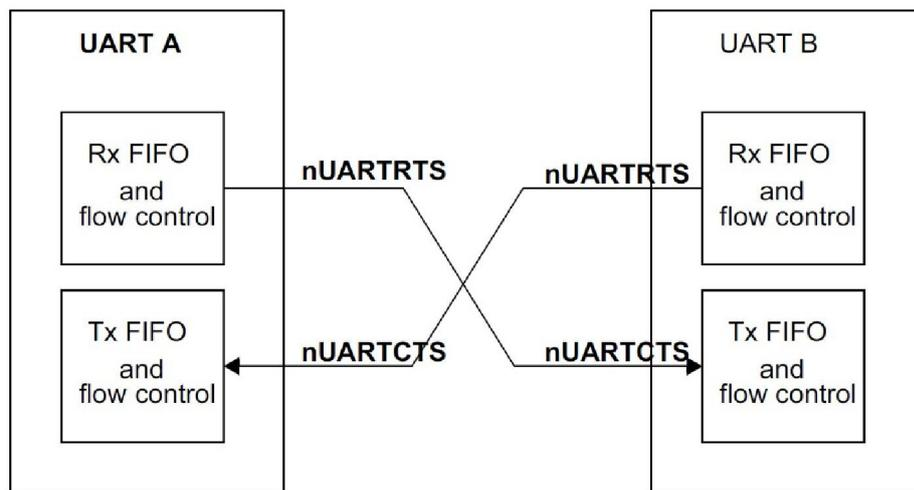 UART A
UART B
Rx FIFO
and
flow control
nUARTRTS
nUARTRTS
Rx FIFO
and
flow control
Tx FIFO
and
flow control
nUARTCTS
nUARTCTS
Tx FIFO
and
flow control